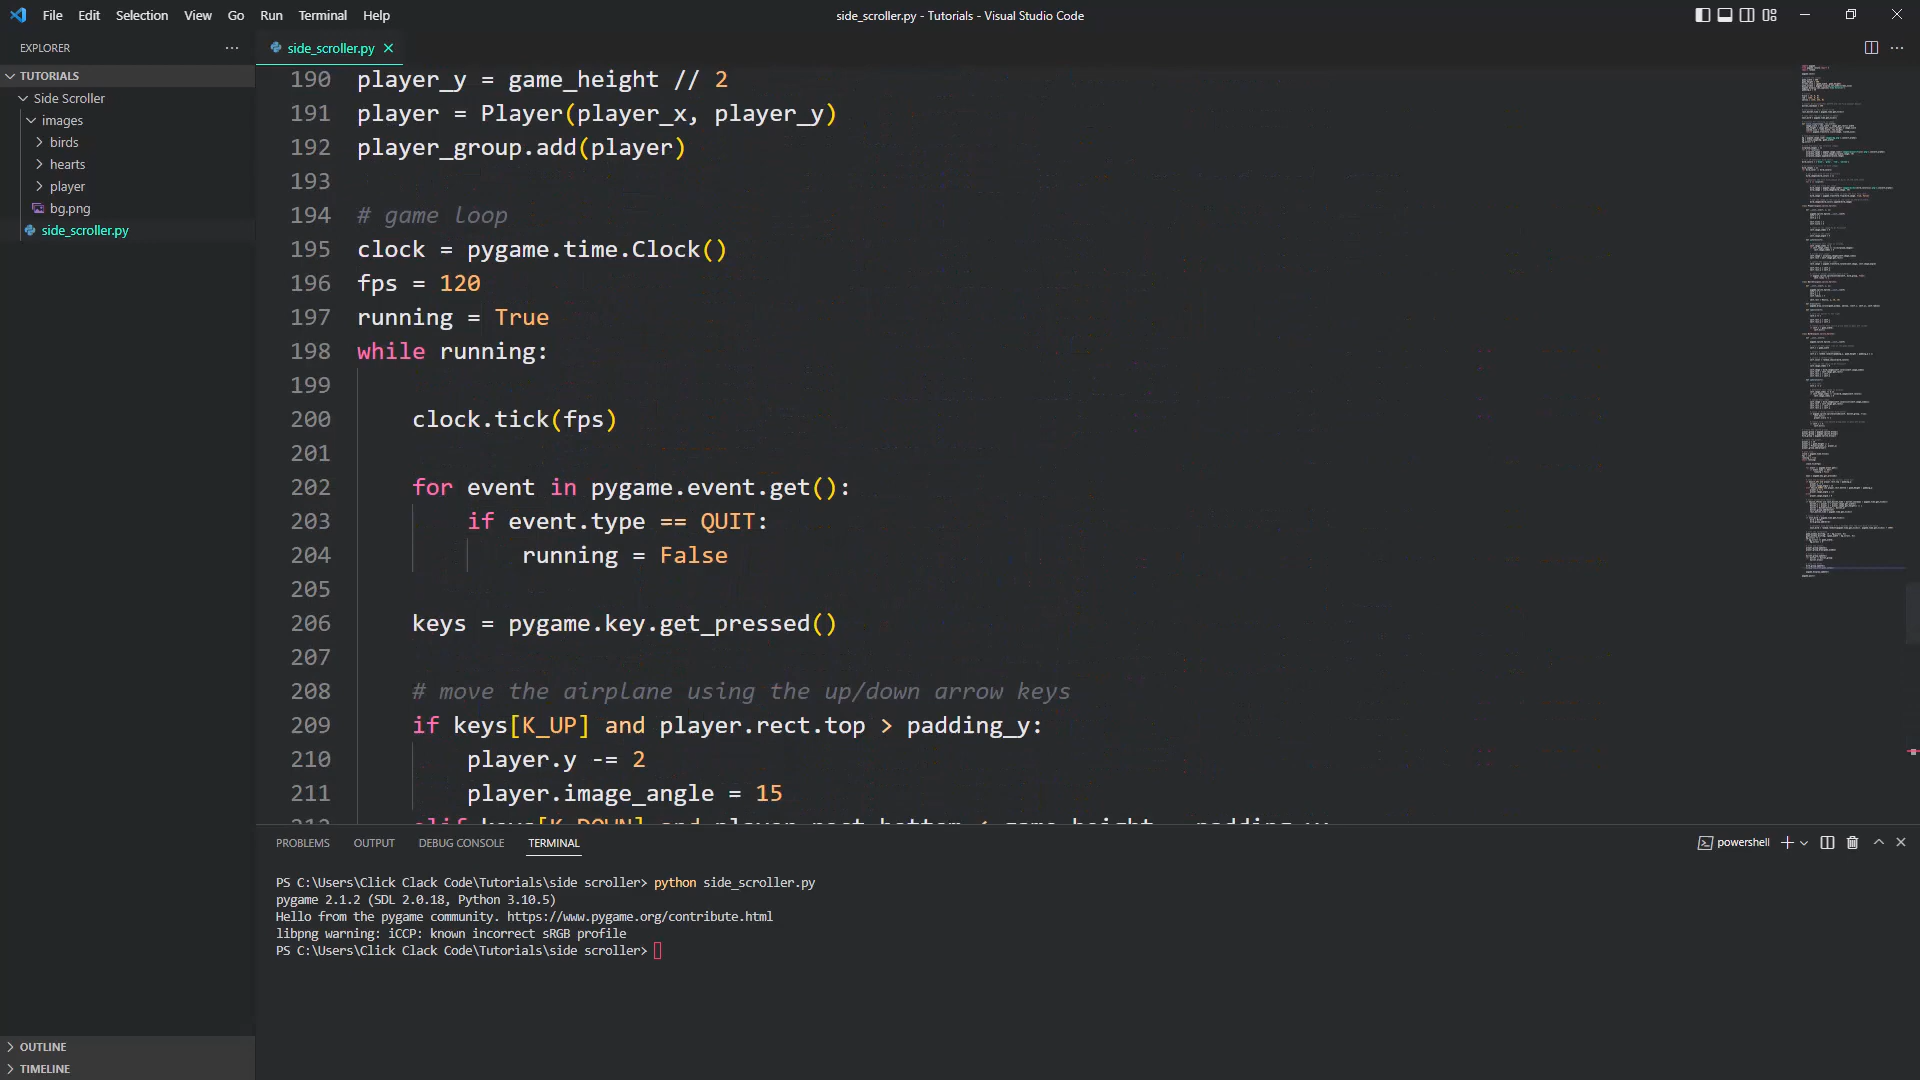 File Edit Selection View Go Run Terminal Help
side_scroller.py - Tutorials - Visual Studio Code
EXPLORER
TUTORIALS
Side Scroller
images
birds
hearts
player
bg.png
side_scroller.py
OUTLINE
TIMELINE
side_scroller.py
190 player_y = game_height // 2
191 player = Player(player_x, player_y)
192 player_group.add(player)
193
194 # game loop
195 clock = pygame.time.Clock()
196 fps = 120
197 running = True
198 while running:
199
200 clock.tick(fps)
201
202 for event in pygame.event.get():
203 if event.type == QUIT:
204 running = False
205
206 keys = pygame.key.get_pressed()
207
208 # move the airplane using the up/down arrow keys
209 if keys[K_UP] and player.rect.top > padding_y:
210 player.y -= 2
211 player.image_angle = 15
212 elif keys[K_DOWN] and player.rect.bottom < game_height - padding_y:
PROBLEMS OUTPUT DEBUG CONSOLE TERMINAL
powershell
PS C:\Users\Click Clack Code\Tutorials\side scroller> python side_scroller.py
pygame 2.1.2 (SDL 2.0.18, Python 3.10.5)
Hello from the pygame community. https://www.pygame.org/contribute.html
libpng warning: iCCP: known incorrect sRGB profile
PS C:\Users\Click Clack Code\Tutorials\side scroller>